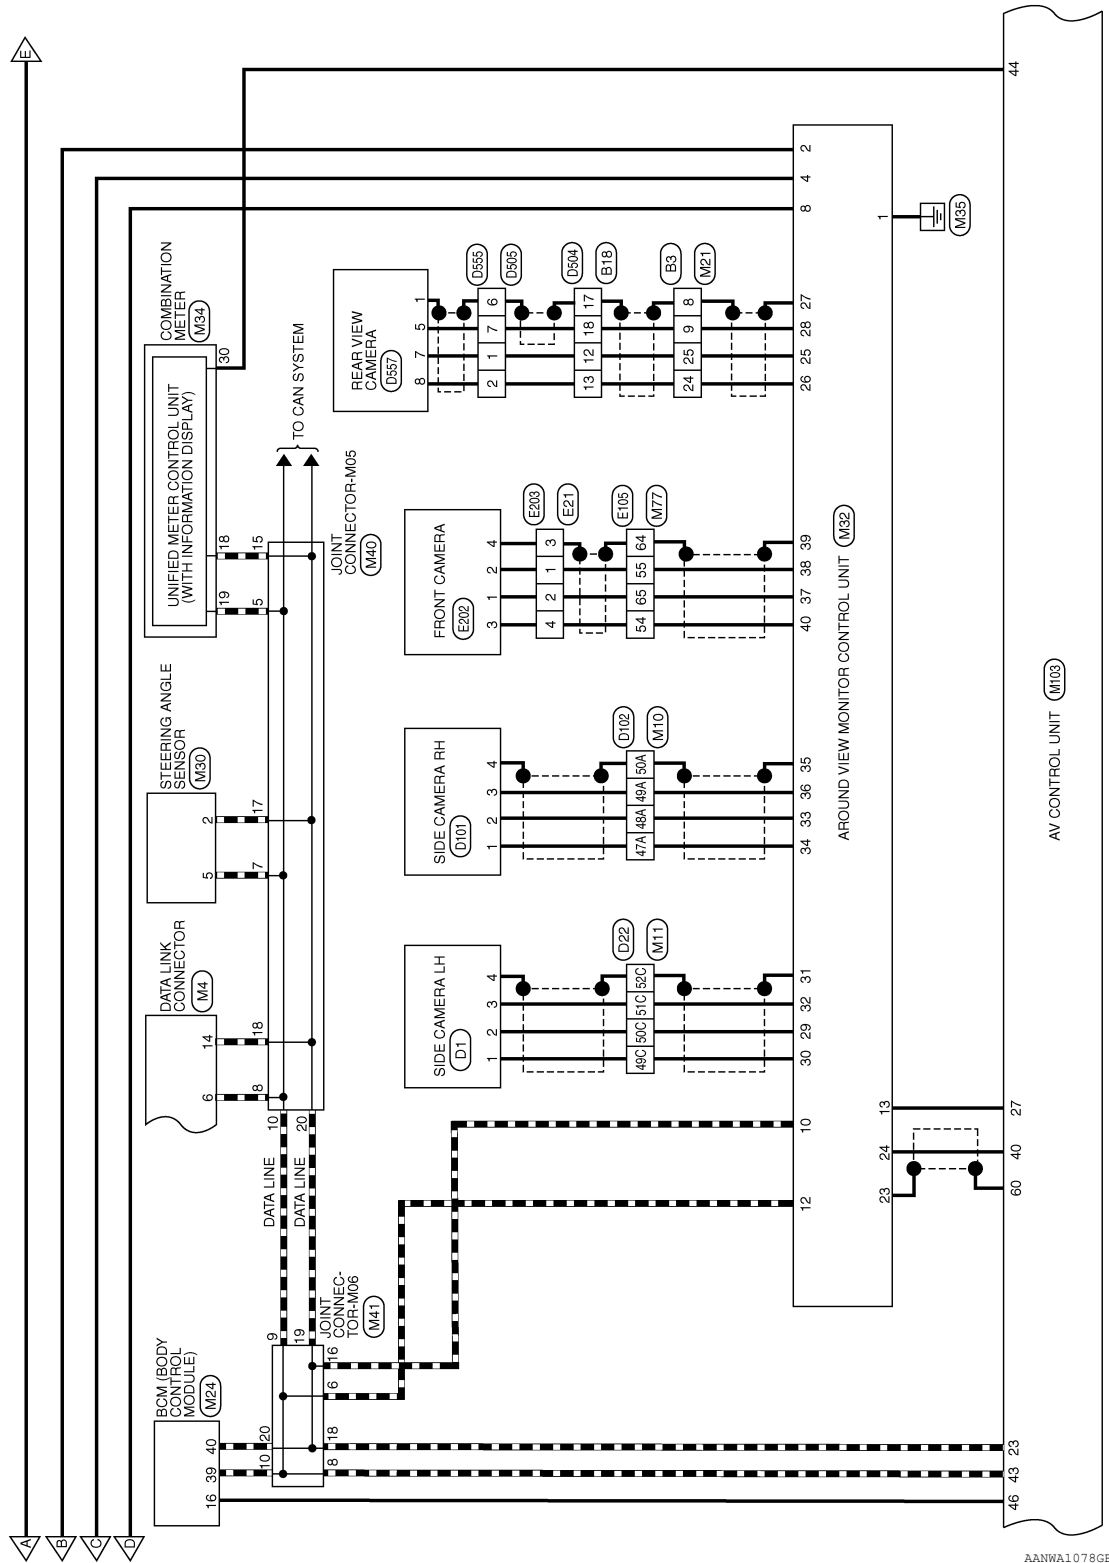 A
B
C
D
E
BCM (BODY
CONTROL
MODULE)
M24
16
39
40
10
20
9
19
8
18
6
16
JOINT
CONNEC-
TOR-M06
M41
DATA LINE
DATA LINE
10
20
DATA LINK
CONNECTOR
M4
6
14
8
18
STEERING ANGLE
SENSOR
M30
5
2
7
17
COMBINATION
METER
M34
UNIFIED METER CONTROL UNIT
(WITH INFORMATION DISPLAY)
19
18
30
5
15
JOINT
CONNECTOR-M05
M40
TO CAN SYSTEM
SIDE CAMERA LH
D1
1
2
3
4
49C
50C
51C
52C
D22
M11
30
29
32
31
SIDE CAMERA RH
D101
1
2
3
4
47A
48A
49A
50A
D102
M10
34
33
36
35
FRONT CAMERA
E202
3
1
2
4
4
2
1
3
E203
E21
54
65
55
64
E105
M77
40
37
38
39
REAR VIEW
CAMERA
D557
8
7
5
1
2
1
7
6
D555
D505
13
12
18
17
D504
B18
24
25
9
8
B3
M21
26
25
28
27
12
10
8
4
2
AROUND VIEW MONITOR CONTROL UNIT
M32
23
24
13
1
M35
46
43
23
60
40
27
44
AV CONTROL UNIT
M103